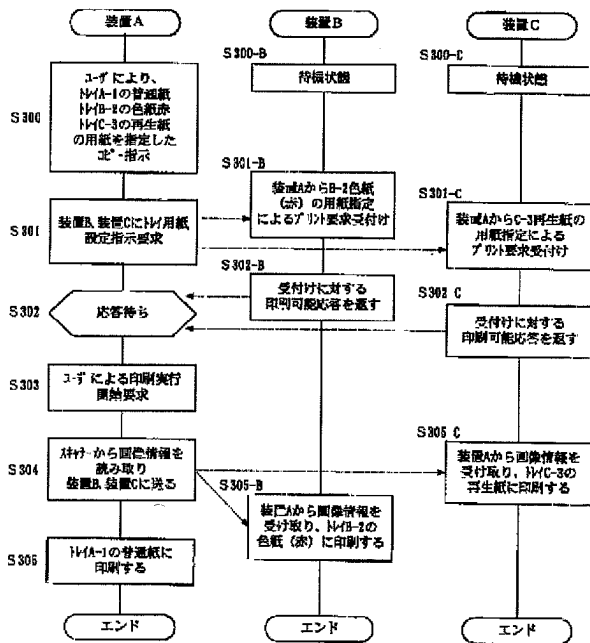 装置A
装置B
装置C
S300
ユーザにより、
トレイA-1の普通紙
トレイB-2の色紙赤
トレイC-3の再生紙
の用紙を指定した
コピー指示
S300-B
待機状態
S300-C
待機状態
S301
装置B、装置Cにトレイ用紙
設定指示要求
S301-B
装置AからB-2色紙
(赤)の用紙指定
によるプリント要求受付け
S301-C
装置AからC-3再生紙の
用紙指定による
プリント要求受付け
S302
応答待ち
S302-B
受付けに対する
印刷可能応答を返す
S302-C
受付けに対する
印刷可能応答を返す
S303
ユーザによる印刷実行
開始要求
S304
スキャナーから画像情報を
読み取り
装置B、装置Cに送る
S305-B
装置Aから画像情報を
受け取り、トレイB-2の
色紙(赤)に印刷する
S305-C
装置Aから画像情報を
受け取り、トレイC-3の
再生紙に印刷する
S305
トレイA-1の普通紙に
印刷する
エンド
エンド
エンド